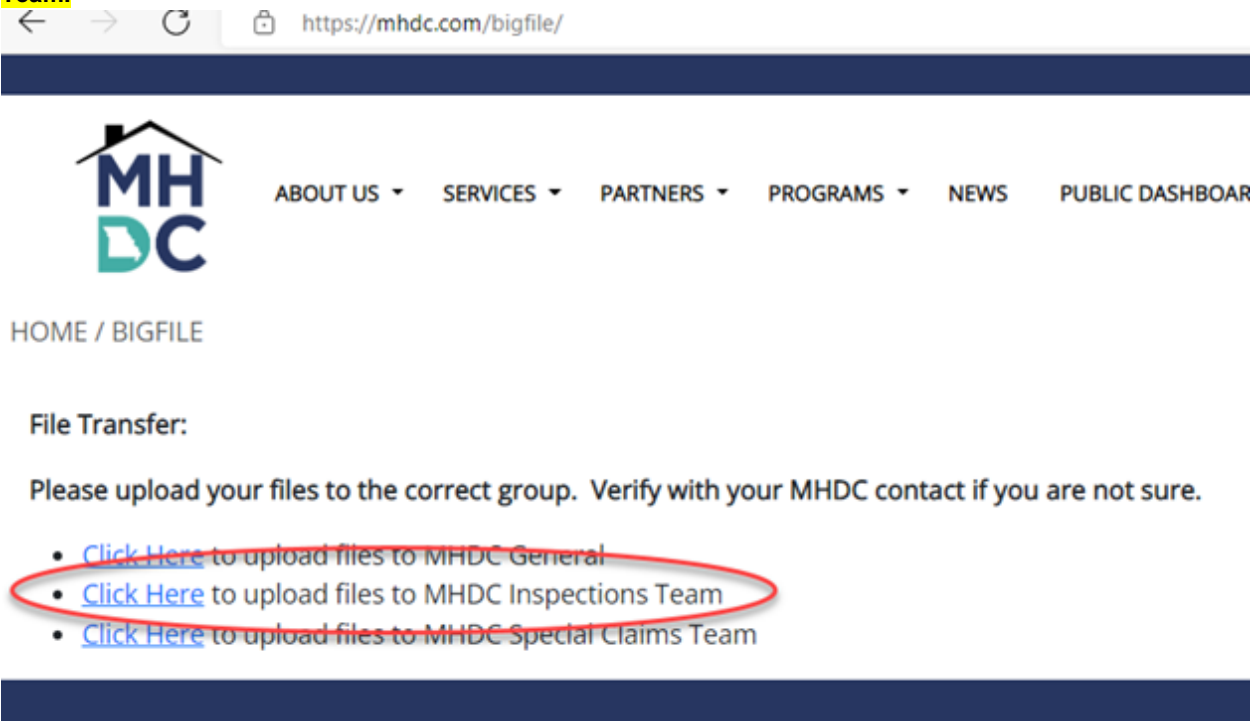 Team.
https://mhdc.com/bigfile/
MH
DC
ABOUT US SERVICES PARTNERS PROGRAMS NEWS PUBLIC DASHBOAR
HOME / BIGFILE
File Transfer:
Please upload your files to the correct group. Verify with your MHDC contact if you are not sure.
• Click Here to upload files to MHDC General
• Click Here to upload files to MHDC Inspections Team
• Click Here to upload files to MHDC Special Claims Team